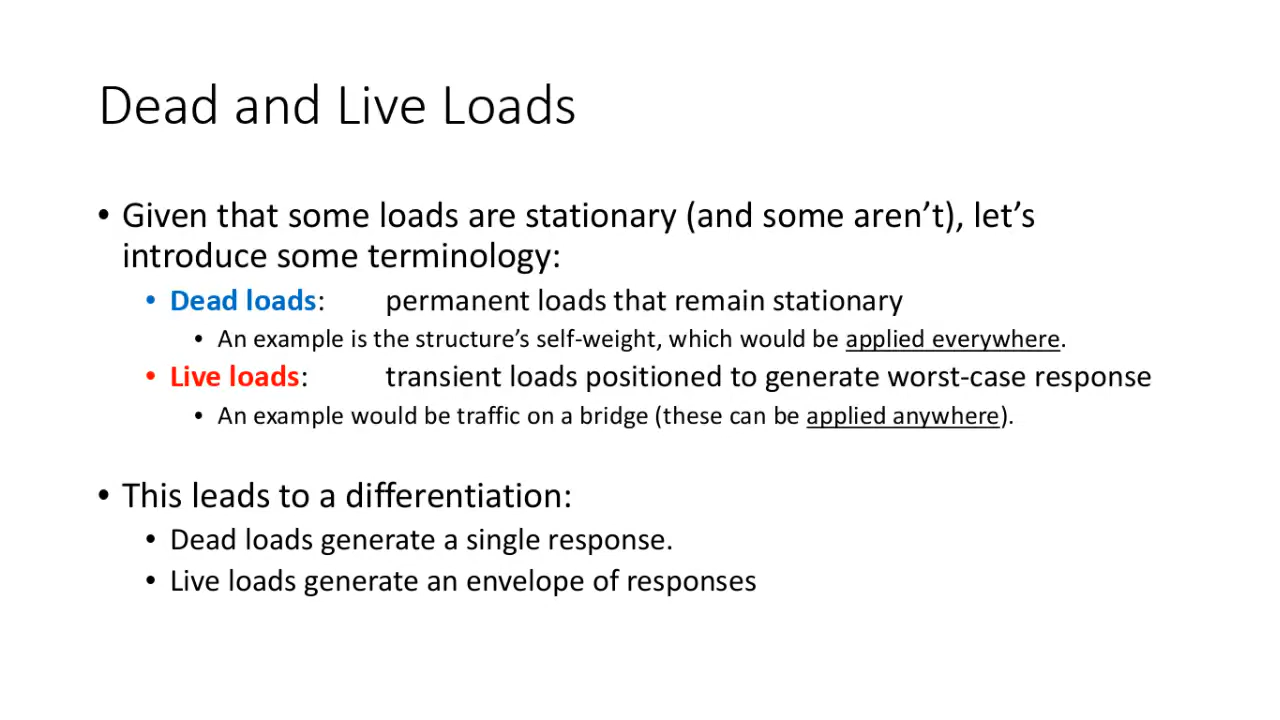 Dead and Live Loads
• Given that some loads are stationary (and some aren’t), let’s
introduce some terminology:
• Dead loads: permanent loads that remain stationary
• An example is the structure’s self-weight, which would be applied everywhere.
• Live loads: transient loads positioned to generate worst-case response
• An example would be traffic on a bridge (these can be applied anywhere).
• This leads to a differentiation:
• Dead loads generate a single response.
• Live loads generate an envelope of responses